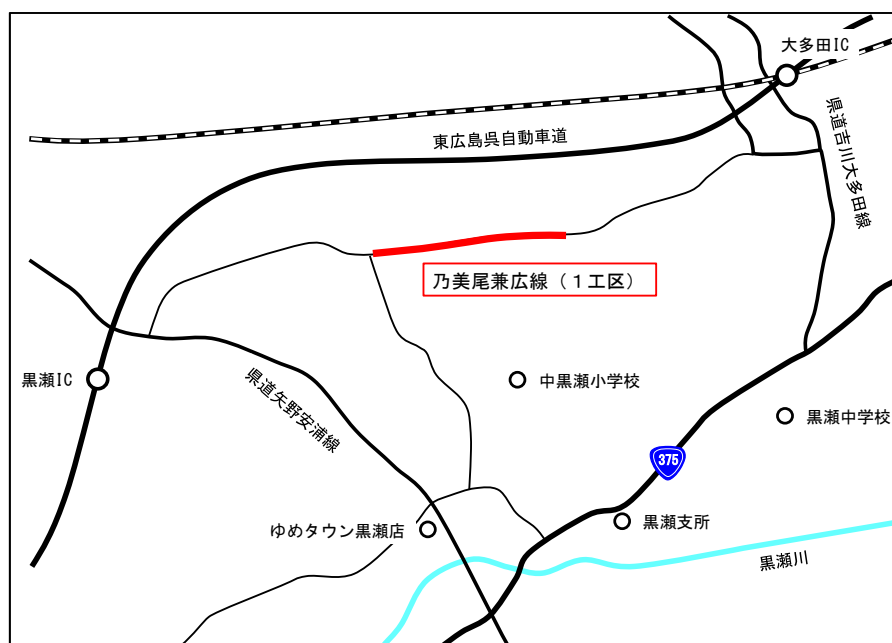 大多田IC
県道吉川大多田線
東広島呉自動車道
乃美尾兼広線（１工区）
黒瀬IC
県道矢野安浦線
中黒瀬小学校
黒瀬中学校
375
ゆめタウン黒瀬店
黒瀬支所
黒瀬川